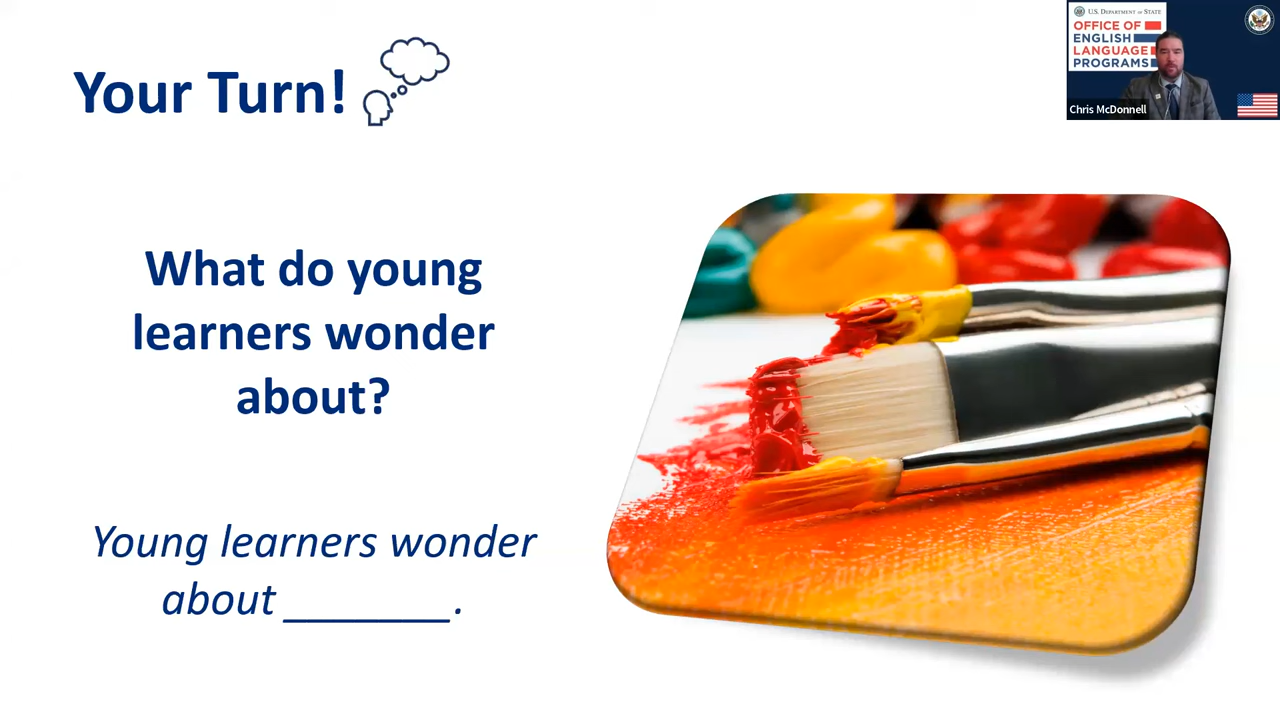 Your Turn!
What do young
learners wonder
about?
Young learners wonder
about _______.
U.S. DEPARTMENT OF STATE
OFFICE OF
ENGLISH
LANGUAGE
PROGRAMS
Chris McDonnell